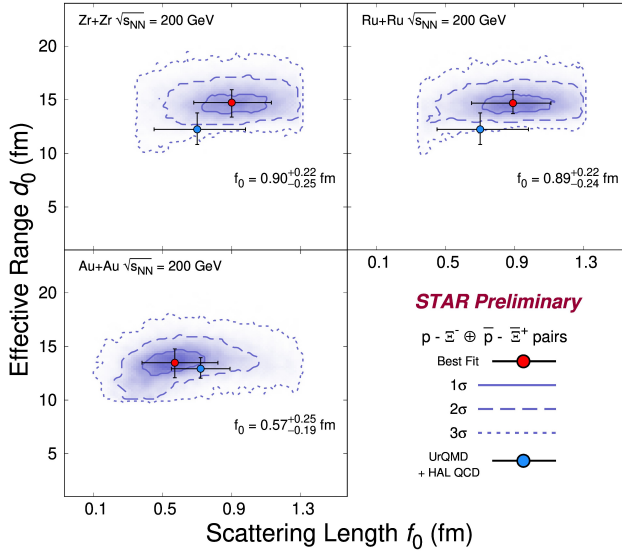 Zr+Zr √s_NN = 200 GeV
Ru+Ru √s_NN = 200 GeV
20
15
10
5
f₀ = 0.90 +0.22 −0.25 fm
f₀ = 0.89 +0.22 −0.24 fm
0.1 0.5 0.9 1.3
Effective Range d₀ (fm)
Au+Au √s_NN = 200 GeV
20
15
10
5
f₀ = 0.57 +0.25 −0.19 fm
0.1 0.5 0.9 1.3
Scattering Length f₀ (fm)
STAR Preliminary
p - Ξ⁻ ⊕ p̅ - Ξ̅⁺ pairs
Best Fit
1σ
2σ
3σ
UrQMD
+ HAL QCD